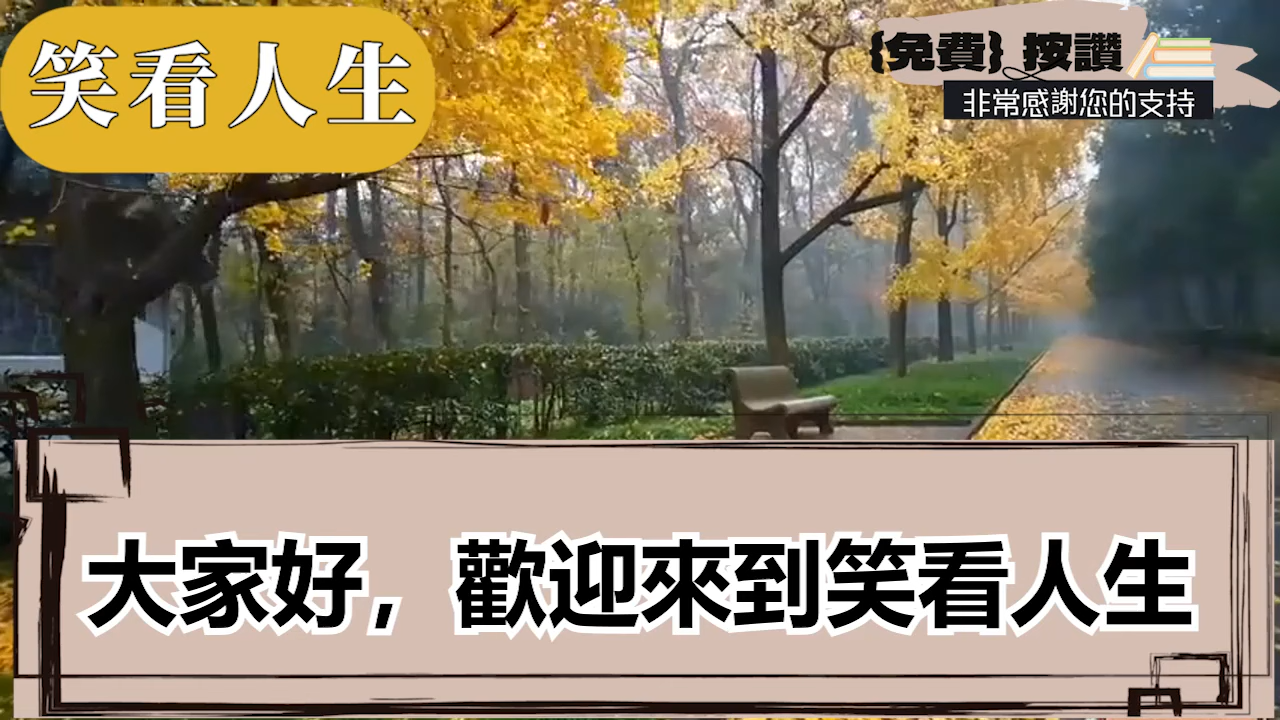 笑看人生
{免費} 按讚
非常感謝您的支持
大家好，歡迎來到笑看人生